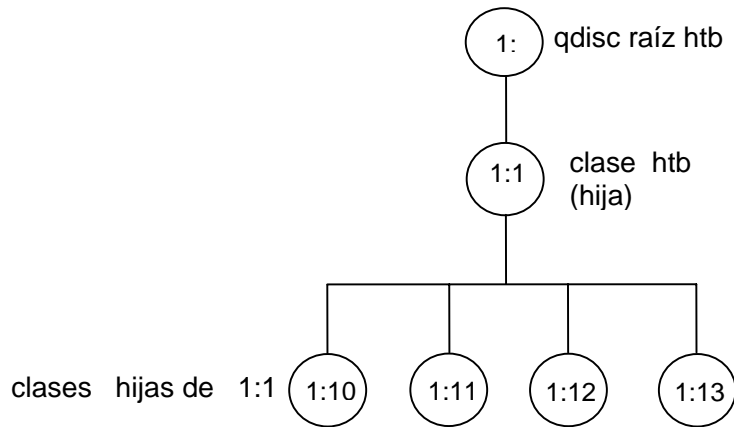 1: qdisc raíz htb
1:1 clase htb
(hija)
clases hijas de 1:1 1:10 1:11 1:12 1:13